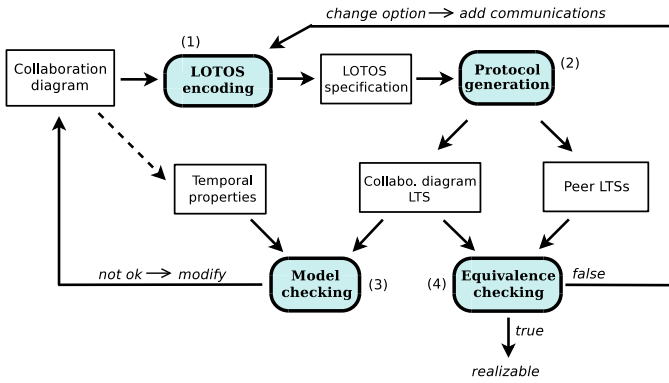 change option → add communications
(1)
Collaboration
diagram
LOTOS
encoding
LOTOS
specification
Protocol
generation
(2)
Temporal
properties
Collabo. diagram
LTS
Peer LTSs
not ok → modify
Model
checking
(3)
(4)
Equivalence
checking
false
true
realizable